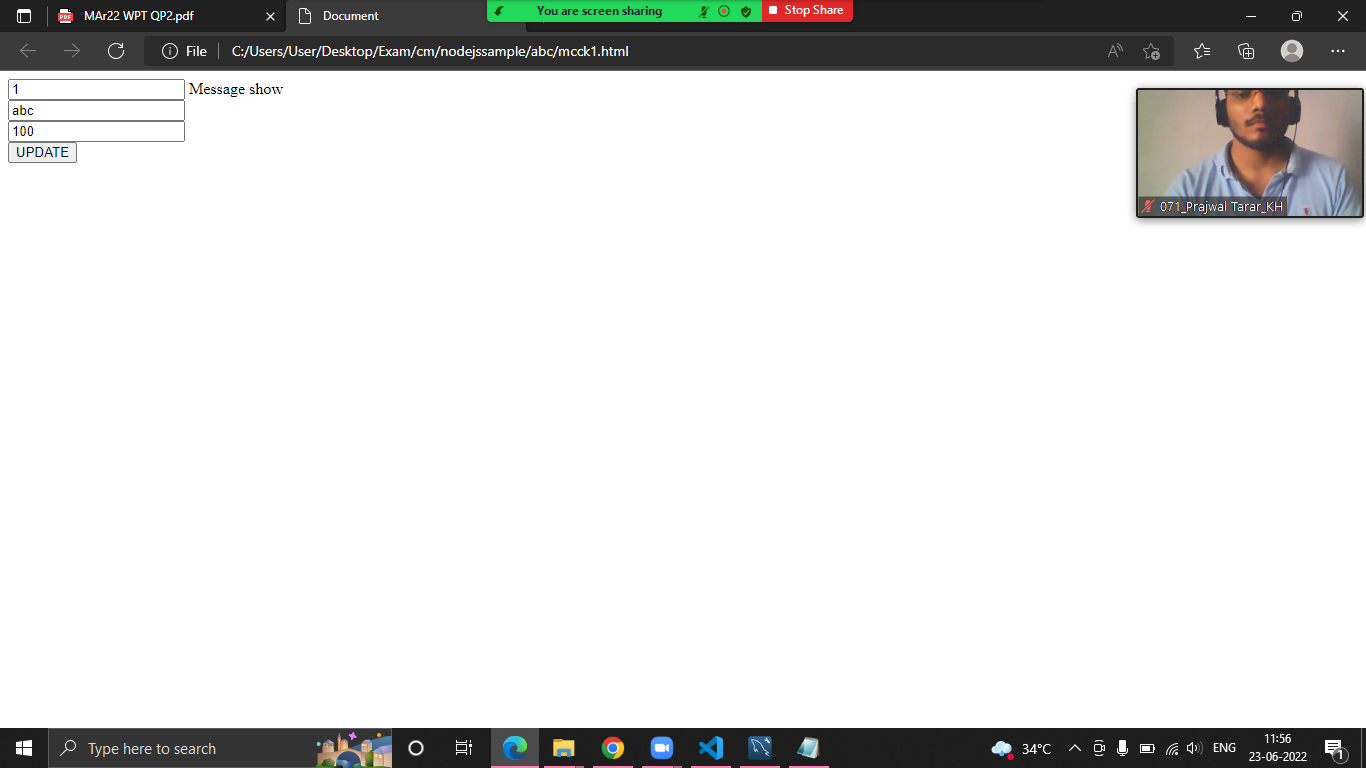 MAr22 WPT QP2.pdf
Document
You are screen sharing
Stop Share
File
C:/Users/User/Desktop/Exam/cm/nodejssample/abc/mcck1.html
1 Message show
abc
100
UPDATE
071_Prajwal Tarar_KH
Type here to search
34°C
ENG
11:56
23-06-2022
1